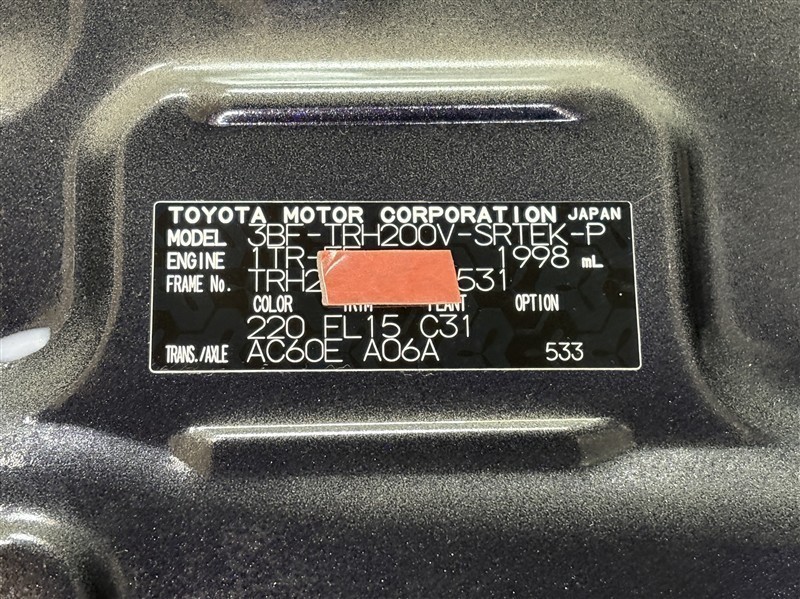 TOYOTA MOTOR CORPORATION JAPAN
MODEL 3BF-TRH200V-SRTEK-P
ENGINE 1TR- 1998 mL
FRAME No. TRH2 531
COLOR TRIM PLANT OPTION
220 FL15 C31
TRANS./AXLE AC60E A06A 533